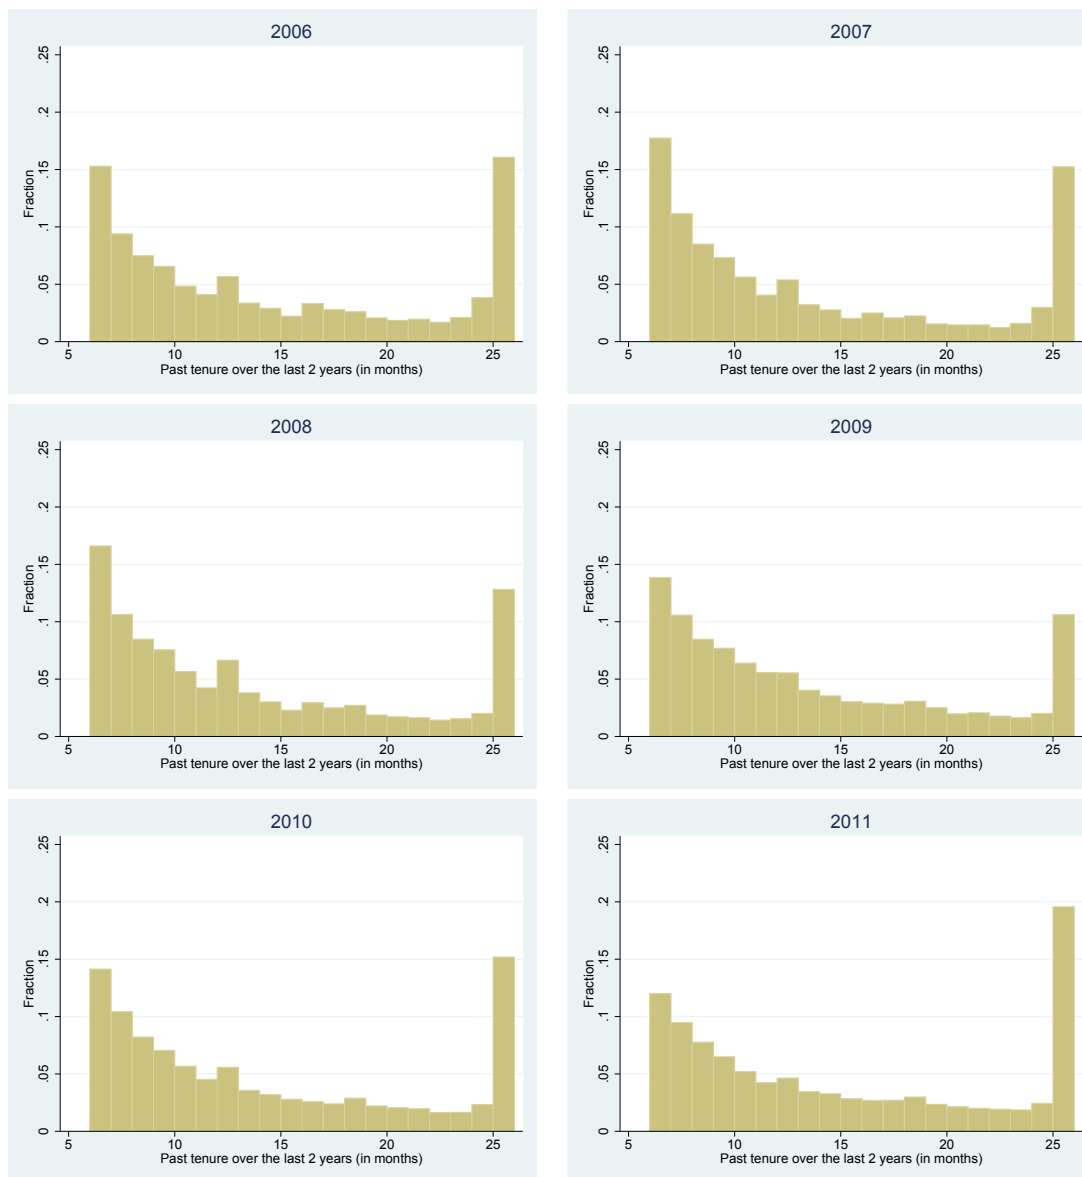 2006
.25
.2
.15
.1
.05
0
Fraction
5 10 15 20 25
Past tenure over the last 2 years (in months)
2007
.25
.2
.15
.1
.05
0
Fraction
5 10 15 20 25
Past tenure over the last 2 years (in months)
2008
.25
.2
.15
.1
.05
0
Fraction
5 10 15 20 25
Past tenure over the last 2 years (in months)
2009
.25
.2
.15
.1
.05
0
Fraction
5 10 15 20 25
Past tenure over the last 2 years (in months)
2010
.25
.2
.15
.1
.05
0
Fraction
5 10 15 20 25
Past tenure over the last 2 years (in months)
2011
.25
.2
.15
.1
.05
0
Fraction
5 10 15 20 25
Past tenure over the last 2 years (in months)